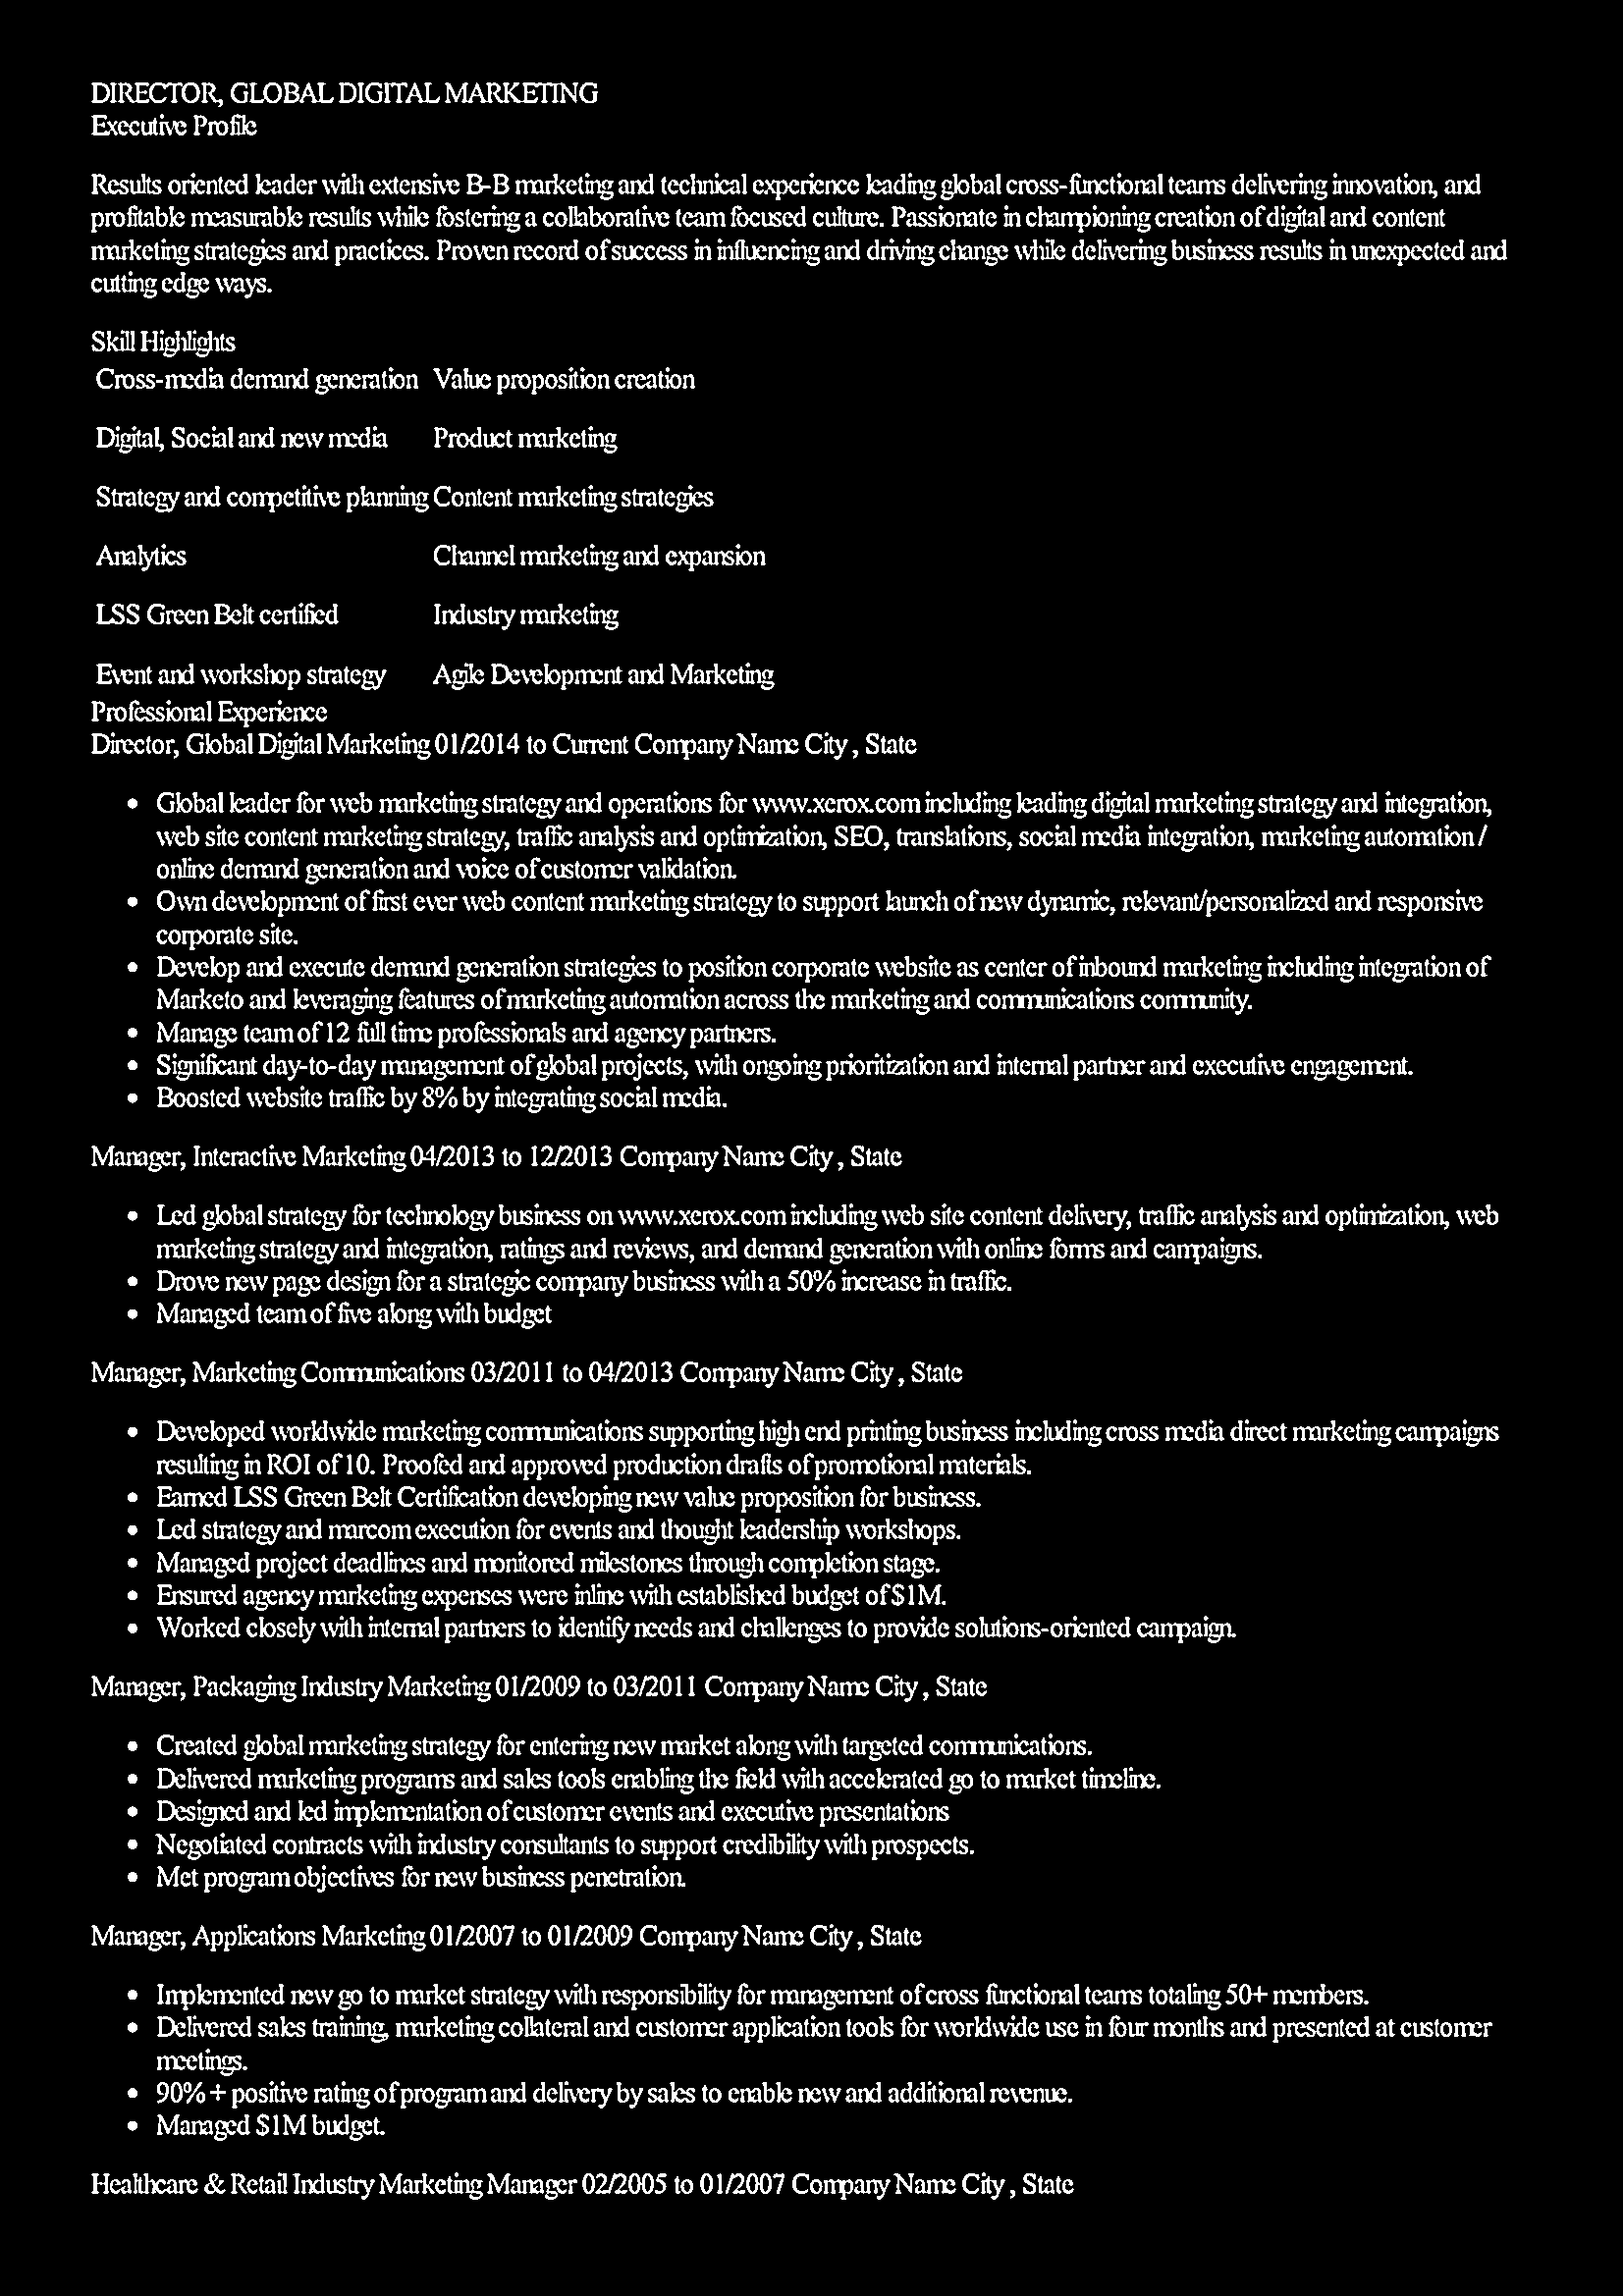 DIRECTOR, GLOBAL DIGITAL MARKETING
Executive Profile
Results oriented leader with extensive B-B marketing and technical experience leading global cross-functional teams delivering innovation, and
profitable measurable results while fostering a collaborative team focused culture. Passionate in championing creation of digital and content
marketing strategies and practices. Proven record of success in influencing and driving change while delivering business results in unexpected and
cutting edge ways.
Skill Highlights
Cross-media demand generation Value proposition creation
Digital, Social and new media Product marketing
Strategy and competitive planning Content marketing strategies
Analytics Channel marketing and expansion
LSS Green Belt certified Industry marketing
Event and workshop strategy Agile Development and Marketing
Professional Experience
Director, Global Digital Marketing 01/2014 to Current Company Name City , State
• Global leader for web marketing strategy and operations for www.xerox.com including leading digital marketing strategy and integration,
web site content marketing strategy, traffic analysis and optimization, SEO, translations, social media integration, marketing automation /
online demand generation and voice of customer validation.
• Own development of first ever web content marketing strategy to support launch of new dynamic, relevant/personalized and responsive
corporate site.
• Develop and execute demand generation strategies to position corporate website as center of inbound marketing including integration of
Marketo and leveraging features of marketing automation across the marketing and communications community.
• Manage team of 12 full time professionals and agency partners.
• Significant day-to-day management of global projects, with ongoing prioritization and internal partner and executive engagement.
• Boosted website traffic by 8% by integrating social media.
Manager, Interactive Marketing 04/2013 to 12/2013 Company Name City , State
• Led global strategy for technology business on www.xerox.com including web site content delivery, traffic analysis and optimization, web
marketing strategy and integration, ratings and reviews, and demand generation with online forms and campaigns.
• Drove new page design for a strategic company business with a 50% increase in traffic.
• Managed team of five along with budget
Manager, Marketing Communications 03/2011 to 04/2013 Company Name City , State
• Developed worldwide marketing communications supporting high end printing business including cross media direct marketing campaigns
resulting in ROI of 10. Proofed and approved production drafts of promotional materials.
• Earned LSS Green Belt Certification developing new value proposition for business.
• Led strategy and marcom execution for events and thought leadership workshops.
• Managed project deadlines and monitored milestones through completion stage.
• Ensured agency marketing expenses were inline with established budget of $1M.
• Worked closely with internal partners to identify needs and challenges to provide solutions-oriented campaign.
Manager, Packaging Industry Marketing 01/2009 to 03/2011 Company Name City , State
• Created global marketing strategy for entering new market along with targeted communications.
• Delivered marketing programs and sales tools enabling the field with accelerated go to market timeline.
• Designed and led implementation of customer events and executive presentations
• Negotiated contracts with industry consultants to support credibility with prospects.
• Met program objectives for new business penetration.
Manager, Applications Marketing 01/2007 to 01/2009 Company Name City , State
• Implemented new go to market strategy with responsibility for management of cross functional teams totaling 50+ members.
• Delivered sales training, marketing collateral and customer application tools for worldwide use in four months and presented at customer
meetings.
• 90% + positive rating of program and delivery by sales to enable new and additional revenue.
• Managed $1M budget.
Healthcare & Retail Industry Marketing Manager 02/2005 to 01/2007 Company Name City , State